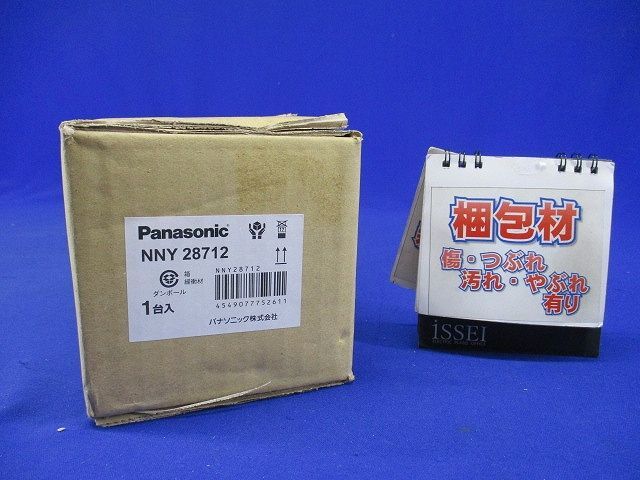 Panasonic
NNY 28712
NNY28712
箱
緩衝材
ダンボール
1台入
4549077752611
パナソニック株式会社
梱包材
傷・つぶれ
汚れ・やぶれ
有り
iSSEI